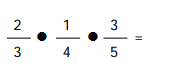 2/3 • 1/4 • 3/5 =